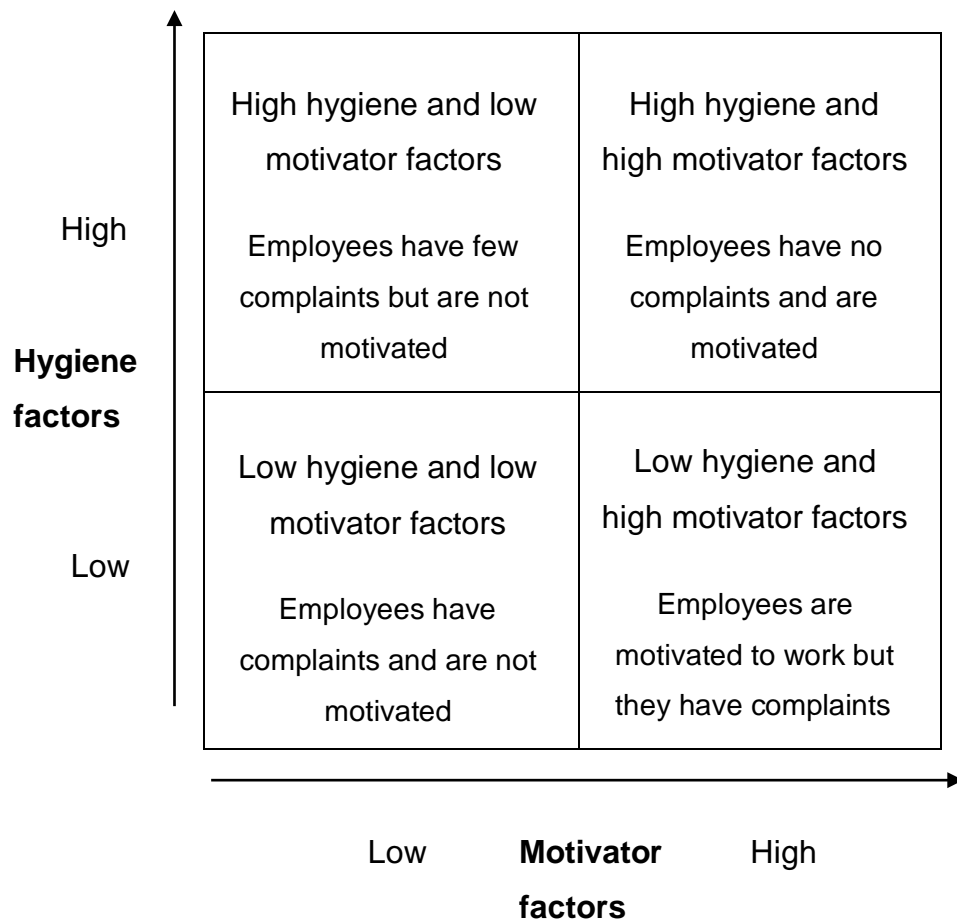 High hygiene and low
motivator factors
Employees have few
complaints but are not
motivated
High hygiene and
high motivator factors
Employees have no
complaints and are
motivated
High
Hygiene
factors
Low hygiene and low
motivator factors
Employees have
complaints and are not
motivated
Low hygiene and
high motivator factors
Employees are
motivated to work but
they have complaints
Low
Low
Motivator
factors
High